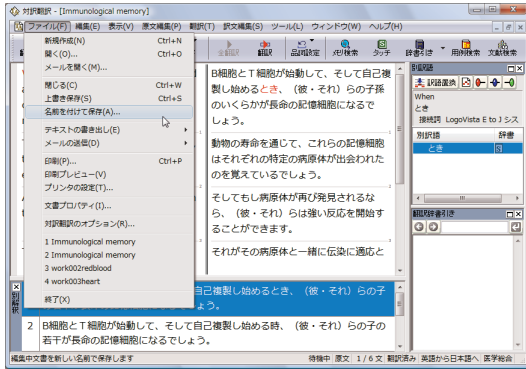 対訳翻訳 - [Immunological memory]
ファイル(F) 編集(E) 表示(V) 原文編集(P) 翻訳(T) 訳文編集(S) ツール(L) ウィンドウ(W) ヘルプ(H)
全翻訳 翻訳 品詞設定 メモリ検索 タッチ 辞書引き 用例検索 文献検索
新規作成(N) Ctrl+N
開く(O)... Ctrl+O
メールを開く(M)...
閉じる(C) Ctrl+W
上書き保存(S) Ctrl+S
名前を付けて保存(A)...
テキストの書き出し(E)
メールの送信(D)
印刷(P)... Ctrl+P
印刷プレビュー(V)
プリンタの設定(T)...
文書プロパティ(I)...
対訳翻訳のオプション(R)...
1 Immunological memory
2 Immunological memory
3 work002redblood
4 work003heart
終了(X)
B細胞とT細胞が始動して、そして自己複
製し始めるとき、（彼・それ）らの子孫
のいくらかが長命の記憶細胞になるで
しょう。
動物の寿命を通じて、これらの記憶細胞
はそれぞれの特定の病原体が出会われた
のを覚えているでしょう。
そしてもし病原体が再び発見されるな
ら、（彼・それ）らは強い反応を開始す
ることができます。
それがその病原体と一緒に伝染に適応と
別訳語
訳語置換
When
とき
接続詞 LogoVista E to J シス
別訳語 辞書
とき
翻訳辞書引き
別解釈
自己複製し始めるとき、（彼・それ）らの子
よう。
2 B細胞とT細胞が始動して、そして自己複製し始める時、（彼・それ）らの子の
若干が長命の記憶細胞になるでしょう。
編集中文書を新しい名前で保存します 待機中 原文 1 / 6 文 翻訳済み 英語から日本語へ 医学総合